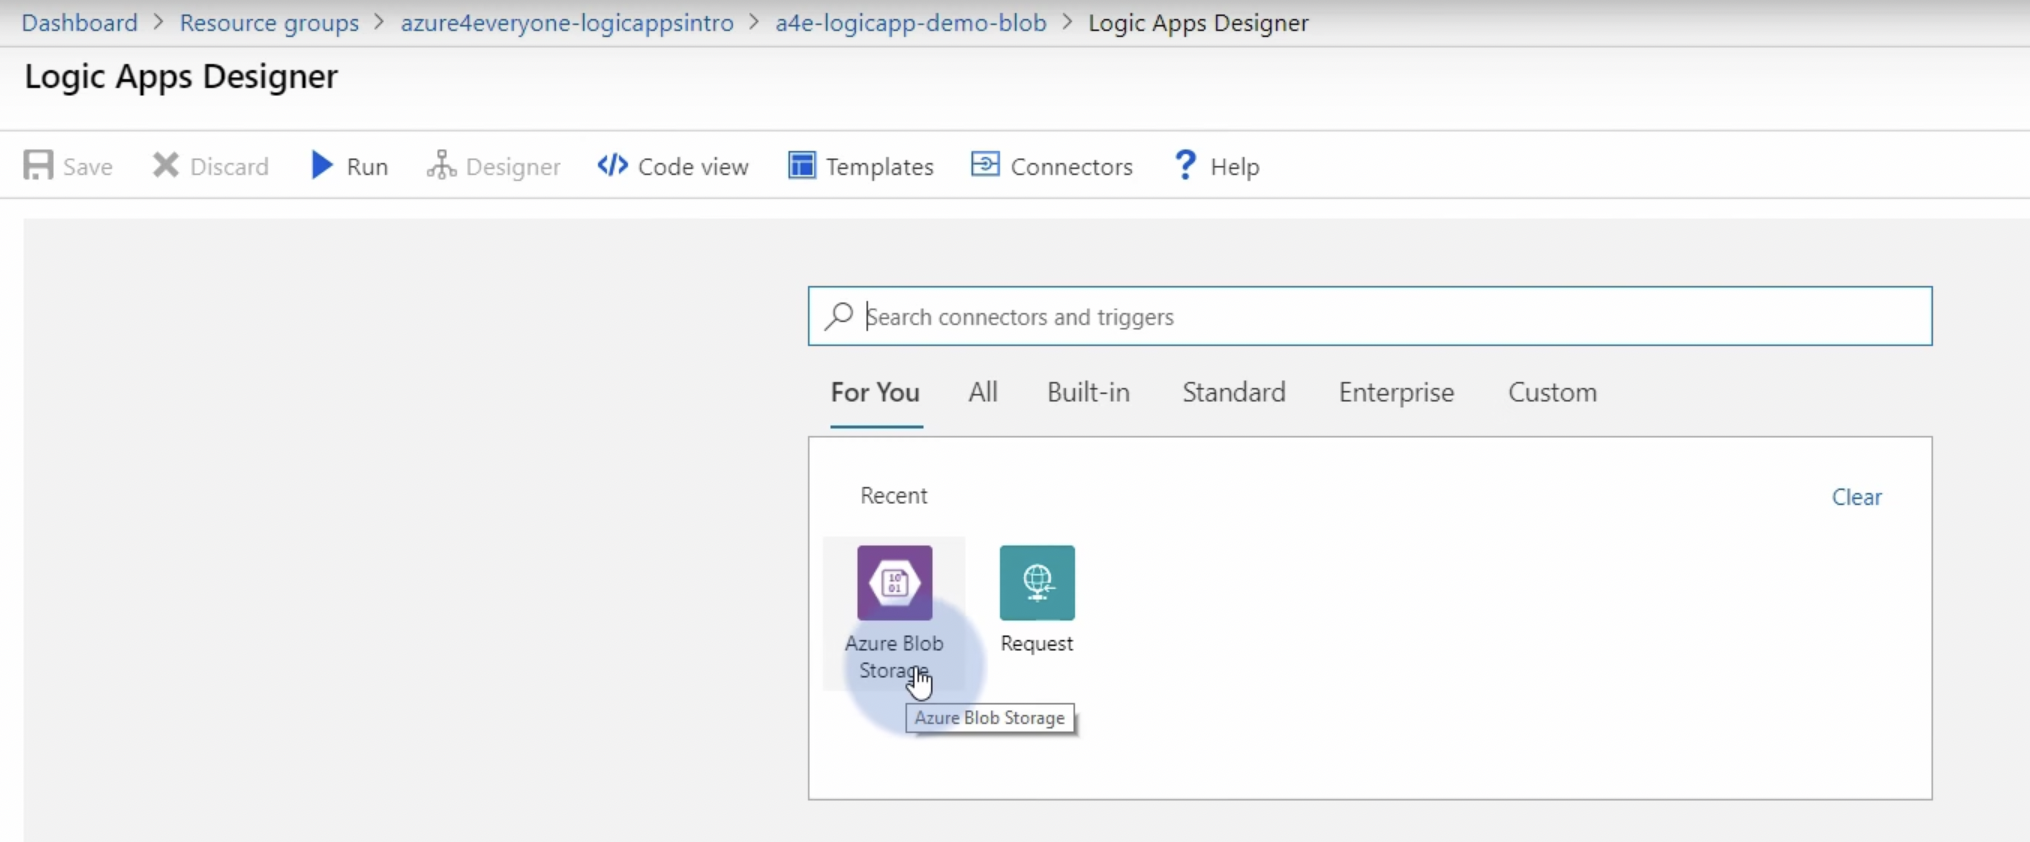 Dashboard > Resource groups > azure4everyone-logicappsintro > a4e-logicapp-demo-blob > Logic Apps Designer
Logic Apps Designer
Save Discard Run Designer Code view Templates Connectors Help
Search connectors and triggers
For You All Built-in Standard Enterprise Custom
Recent Clear
10
01
Azure Blob Request
Storage
Azure Blob Storage